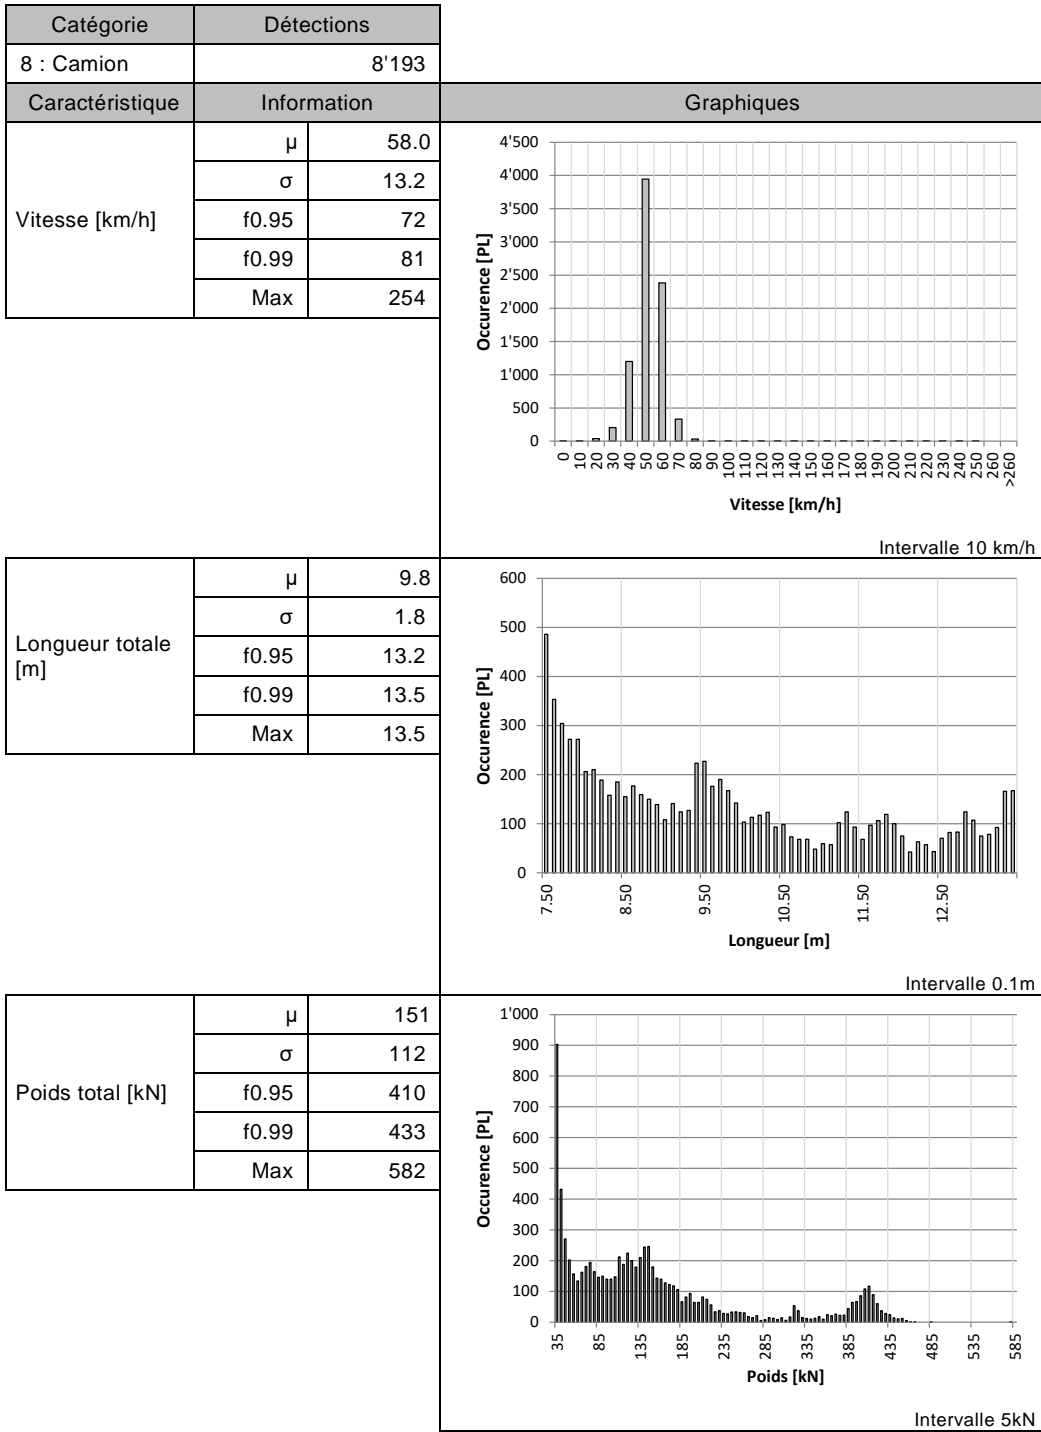 Catégorie Détections
8 : Camion 8'193
Caractéristique Information Graphiques
Vitesse [km/h]
μ 58.0
σ 13.2
f0.95 72
f0.99 81
Max 254
4'500
4'000
3'500
3'000
2'500
2'000
1'500
1'000
500
0
Occurence [PL]
0 10 20 30 40 50 60 70 80 90 100 110 120 130 140 150 160 170 180 190 200 210 220 230 240 250 260 >260
Vitesse [km/h]
Intervalle 10 km/h
Longueur totale
[m]
μ 9.8
σ 1.8
f0.95 13.2
f0.99 13.5
Max 13.5
600
500
400
300
200
100
0
Occurence [PL]
7.50 8.50 9.50 10.50 11.50 12.50
Longueur [m]
Intervalle 0.1m
Poids total [kN]
μ 151
σ 112
f0.95 410
f0.99 433
Max 582
1'000
900
800
700
600
500
400
300
200
100
0
Occurence [PL]
35 85 135 185 235 285 335 385 435 485 535 585
Poids [kN]
Intervalle 5kN